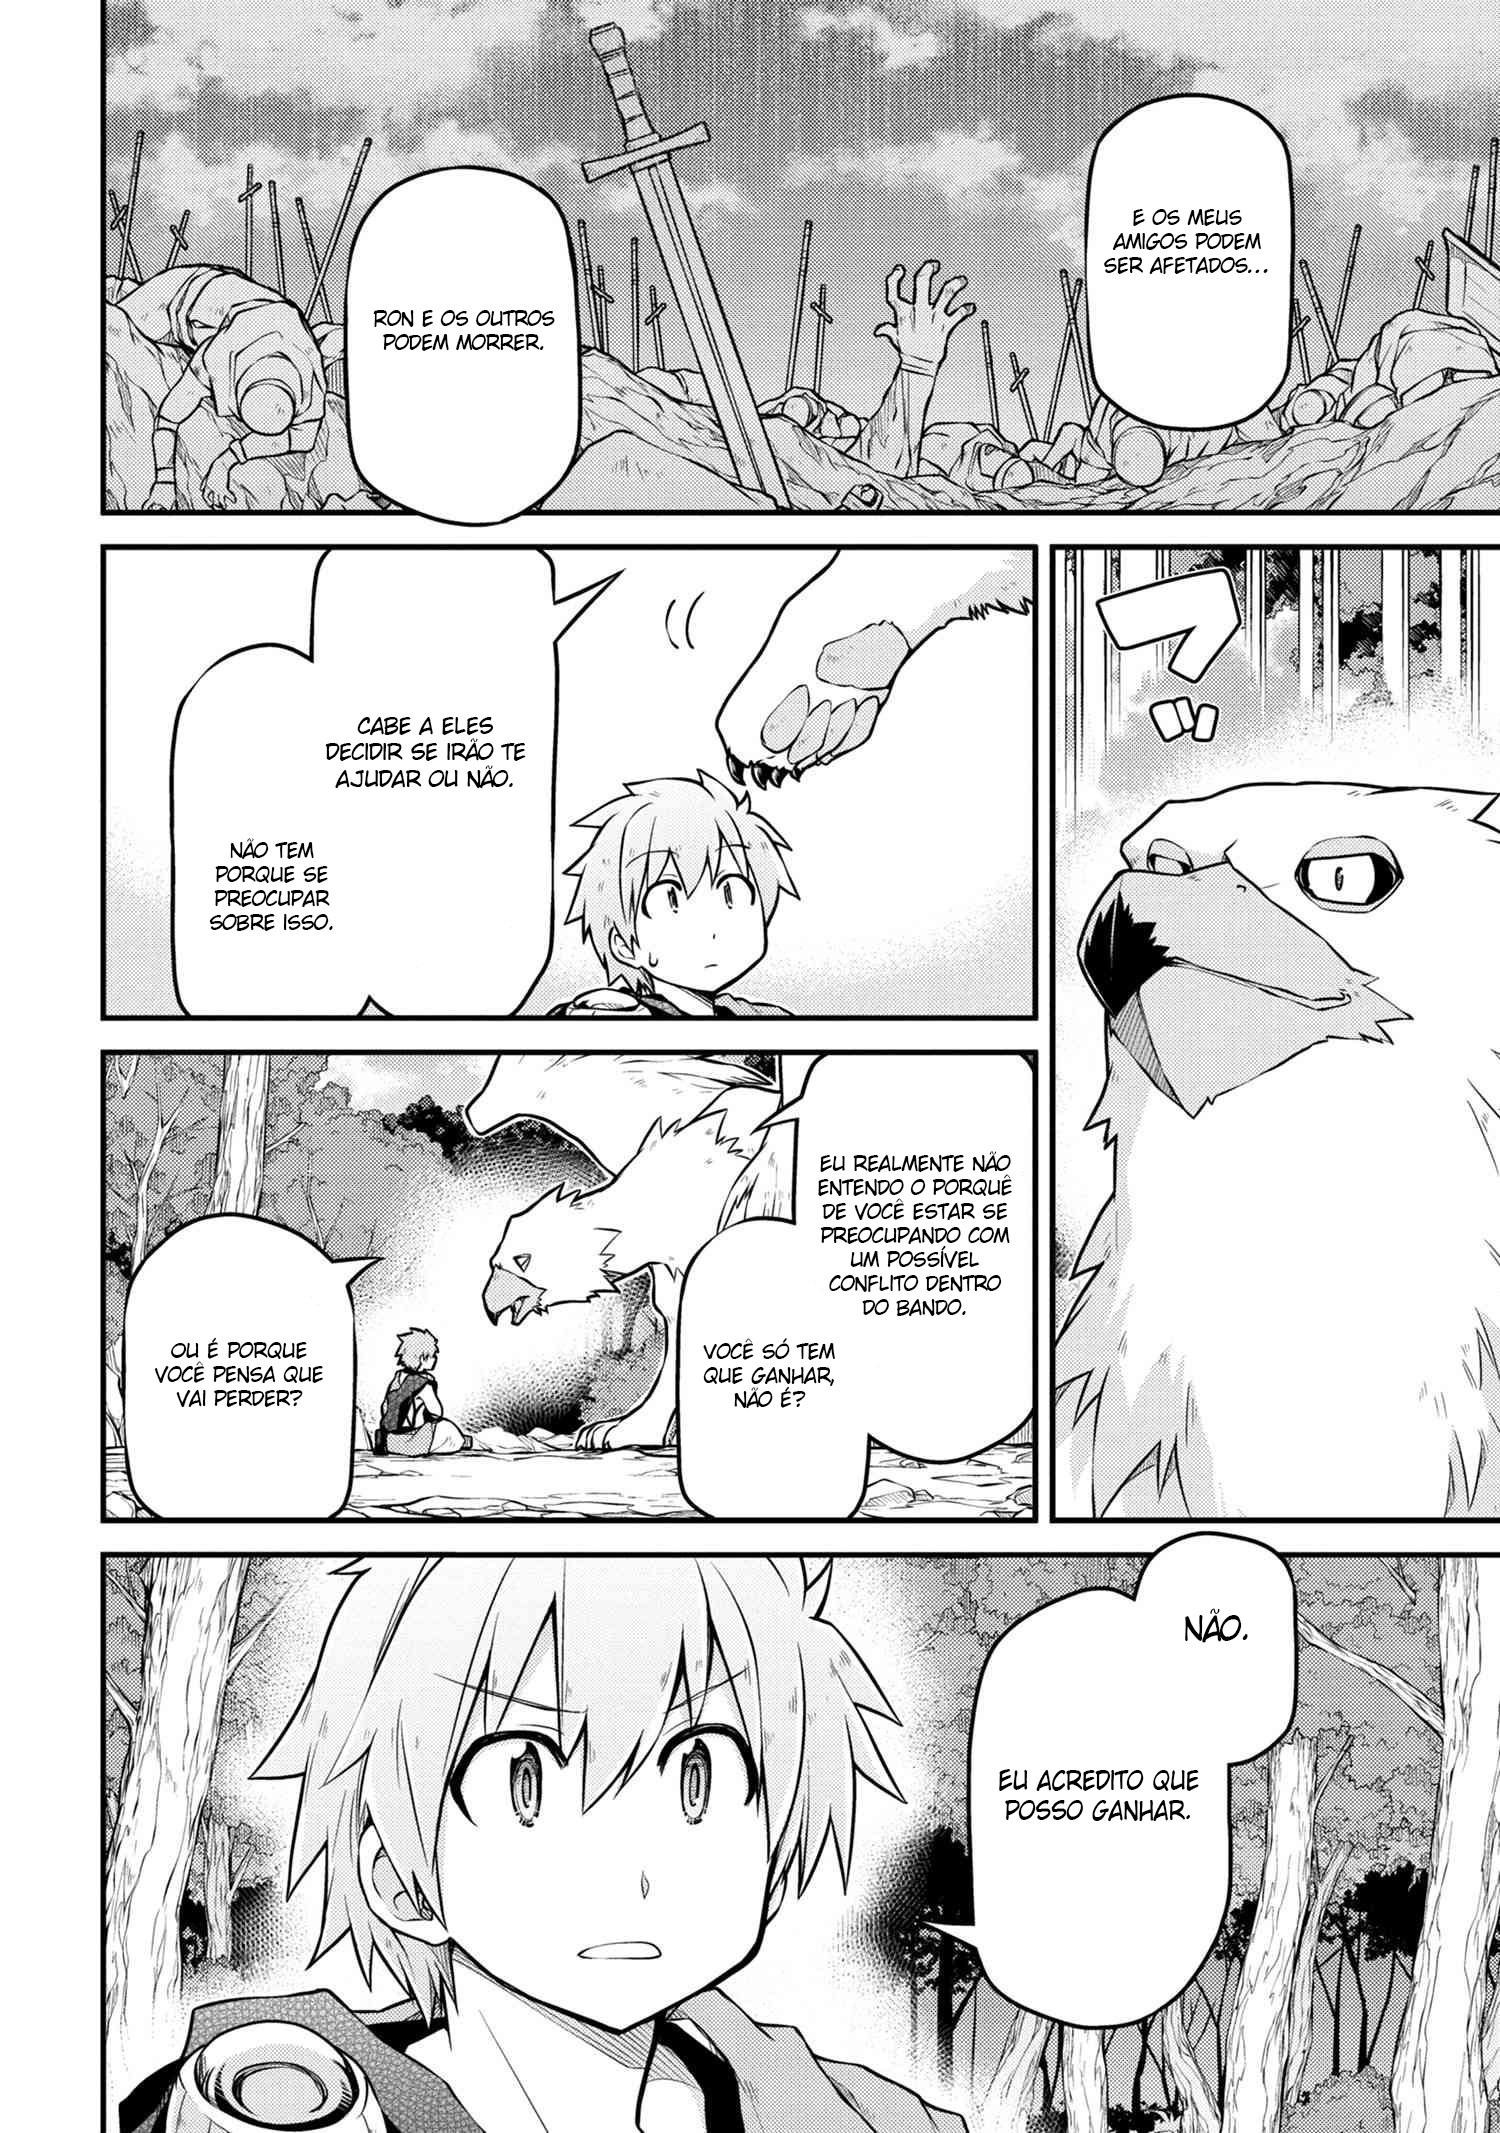 E OS MEUS
AMIGOS PODEM
SER AFETADOS...
RON E OS OUTROS
PODEM MORRER.
CABE A ELES
DECIDIR SE IRÃO TE
AJUDAR OU NÃO.
NÃO TEM
PORQUE SE
PREOCUPAR
SOBRE ISSO.
EU REALMENTE NÃO
ENTENDO O PORQUÊ
DE VOCÊ ESTAR SE
PREOCUPANDO COM
UM POSSÍVEL
CONFLITO DENTRO
DO BANDO.
VOCÊ SÓ TEM
QUE GANHAR,
NÃO É?
OU É PORQUE
VOCÊ PENSA QUE
VAI PERDER?
NÃO.
EU ACREDITO QUE
POSSO GANHAR.